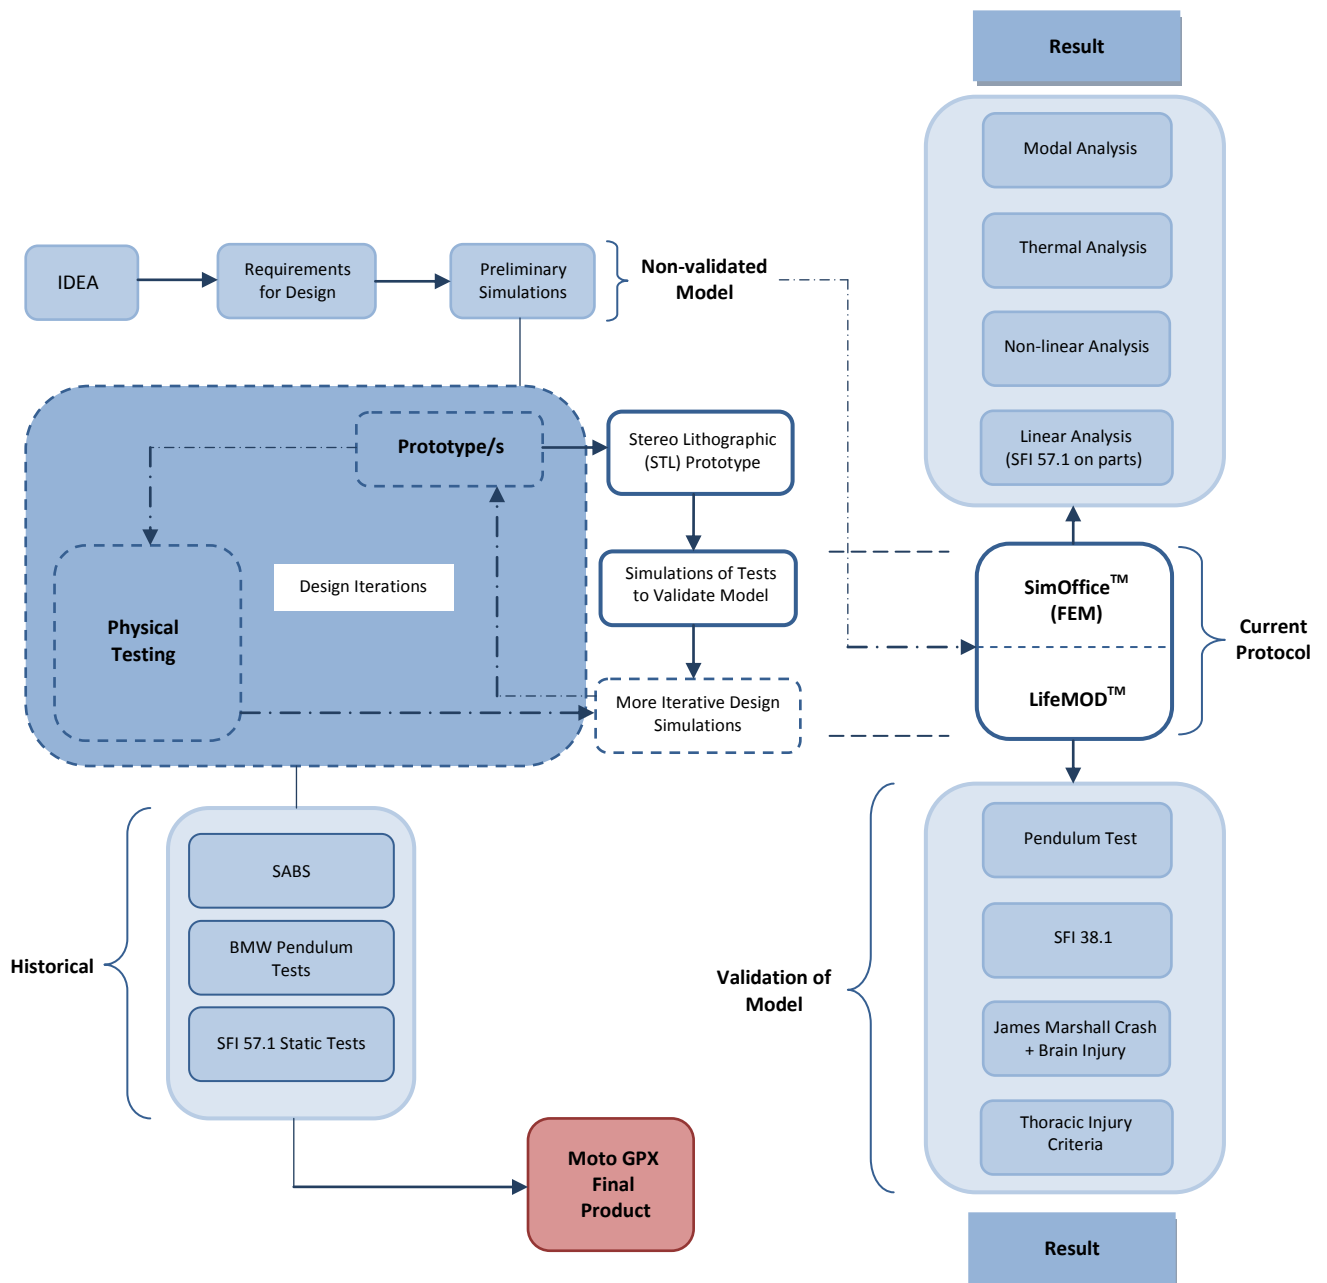 Result
Modal Analysis
Thermal Analysis
Non-linear Analysis
Linear Analysis
(SFI 57.1 on parts)
IDEA
Requirements
for Design
Preliminary
Simulations
Non-validated
Model
Prototype/s
Stereo Lithographic
(STL) Prototype
Design Iterations
Simulations of Tests
to Validate Model
Physical
Testing
More Iterative Design
Simulations
SimOffice™
(FEM)
LifeMOD™
Current
Protocol
Historical
SABS
BMW Pendulum
Tests
SFI 57.1 Static Tests
Moto GPX
Final
Product
Validation of
Model
Pendulum Test
SFI 38.1
James Marshall Crash
+ Brain Injury
Thoracic Injury
Criteria
Result